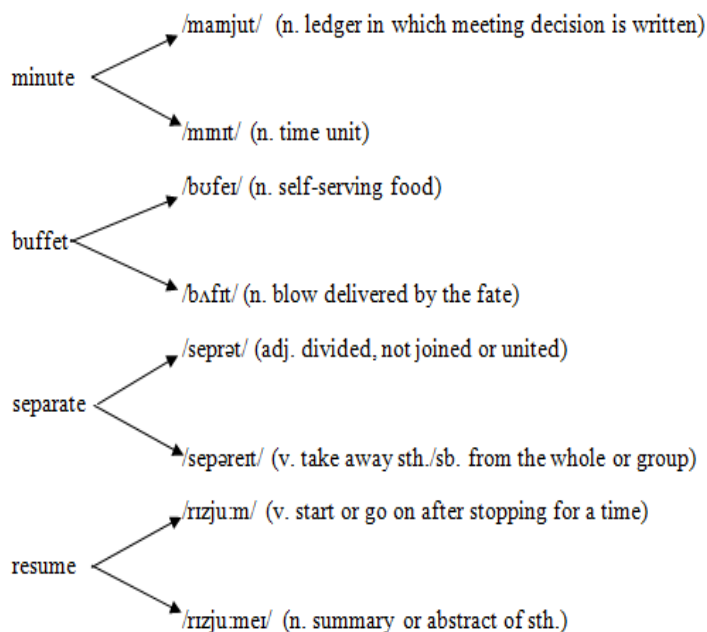 /maɪnjut/ (n. ledger in which meeting decision is written)
minute
/mɪnɪt/ (n. time unit)
/bʊfeɪ/ (n. self-serving food)
buffet
/bʌfɪt/ (n. blow delivered by the fate)
/seprət/ (adj. divided, not joined or united)
separate
/sepəreɪt/ (v. take away sth./sb. from the whole or group)
/rɪzju:m/ (v. start or go on after stopping for a time)
resume
/rɪzju:meɪ/ (n. summary or abstract of sth.)